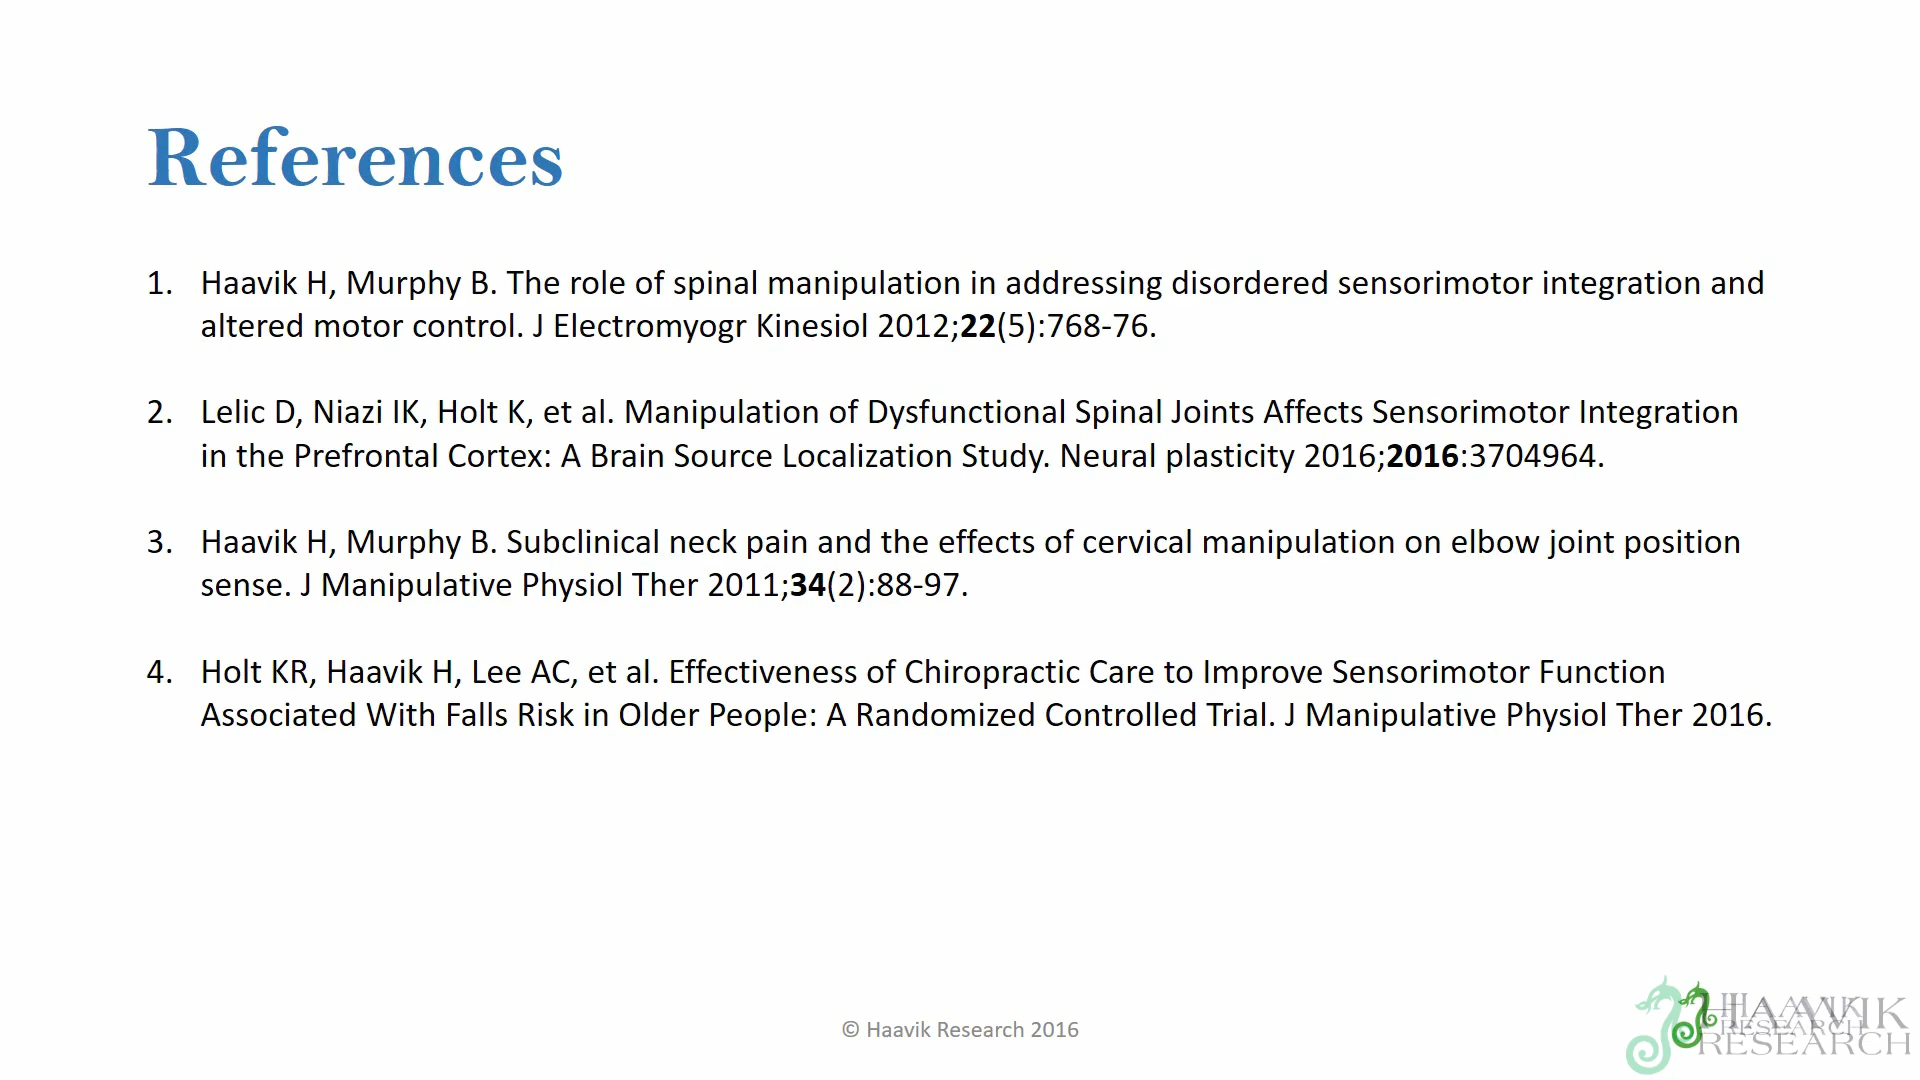 References
1. Haavik H, Murphy B. The role of spinal manipulation in addressing disordered sensorimotor integration and
altered motor control. J Electromyogr Kinesiol 2012;22(5):768-76.
2. Lelic D, Niazi IK, Holt K, et al. Manipulation of Dysfunctional Spinal Joints Affects Sensorimotor Integration
in the Prefrontal Cortex: A Brain Source Localization Study. Neural plasticity 2016;2016:3704964.
3. Haavik H, Murphy B. Subclinical neck pain and the effects of cervical manipulation on elbow joint position
sense. J Manipulative Physiol Ther 2011;34(2):88-97.
4. Holt KR, Haavik H, Lee AC, et al. Effectiveness of Chiropractic Care to Improve Sensorimotor Function
Associated With Falls Risk in Older People: A Randomized Controlled Trial. J Manipulative Physiol Ther 2016.
© Haavik Research 2016
HAAVIK
RESEARCH
HAAVIK
RESEARCH